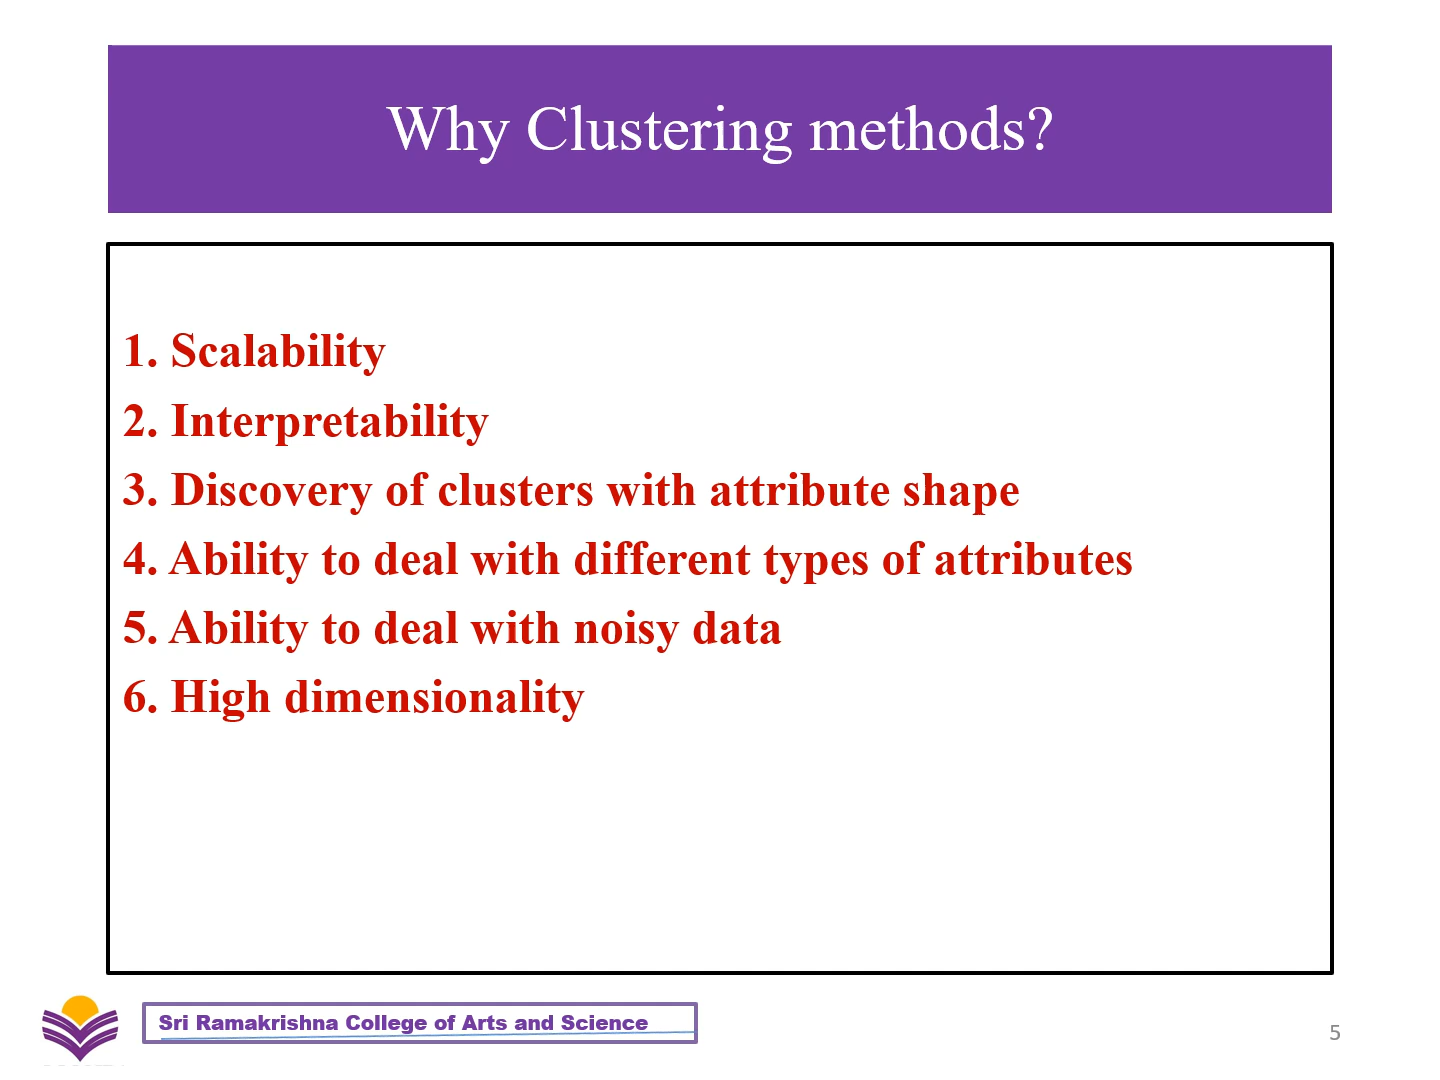 Why Clustering methods?
1. Scalability
2. Interpretability
3. Discovery of clusters with attribute shape
4. Ability to deal with different types of attributes
5. Ability to deal with noisy data
6. High dimensionality
Sri Ramakrishna College of Arts and Science
5